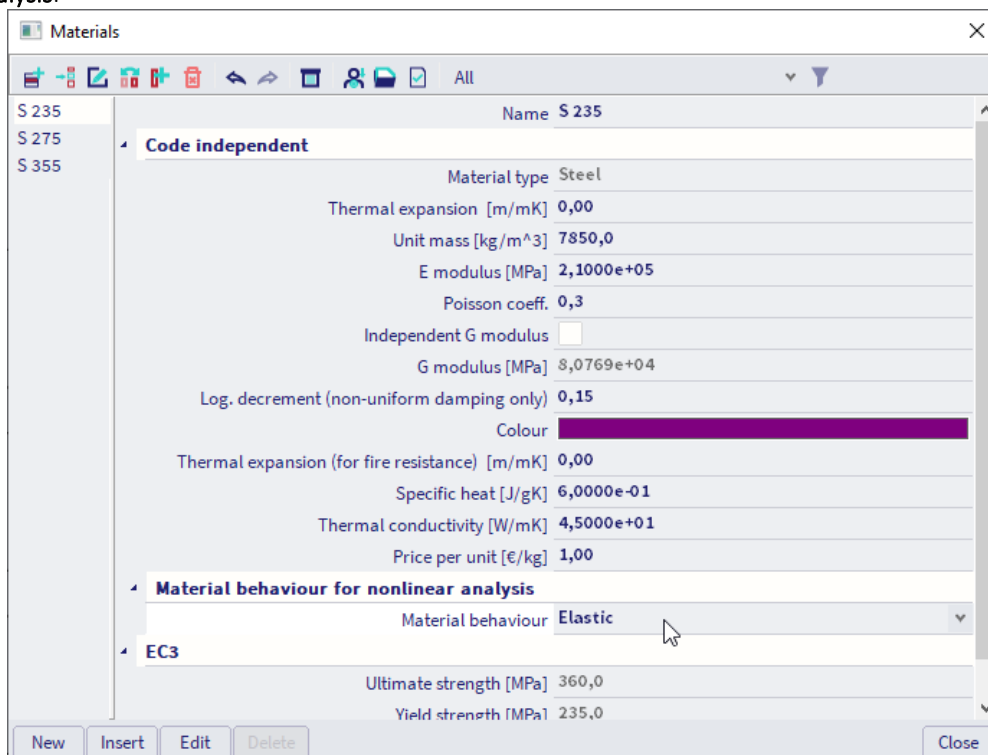 Materials
All
S 235
S 275
S 355
Name S 235
Code independent
Material type Steel
Thermal expansion [m/mK] 0,00
Unit mass [kg/m^3] 7850,0
E modulus [MPa] 2,1000e+05
Poisson coeff. 0,3
Independent G modulus
G modulus [MPa] 8,0769e+04
Log. decrement (non-uniform damping only) 0,15
Colour
Thermal expansion (for fire resistance) [m/mK] 0,00
Specific heat [J/gK] 6,0000e-01
Thermal conductivity [W/mK] 4,5000e+01
Price per unit [€/kg] 1,00
Material behaviour for nonlinear analysis
Material behaviour Elastic
EC3
Ultimate strength [MPa] 360,0
Yield strength [MPa] 235,0
New Insert Edit Delete Close